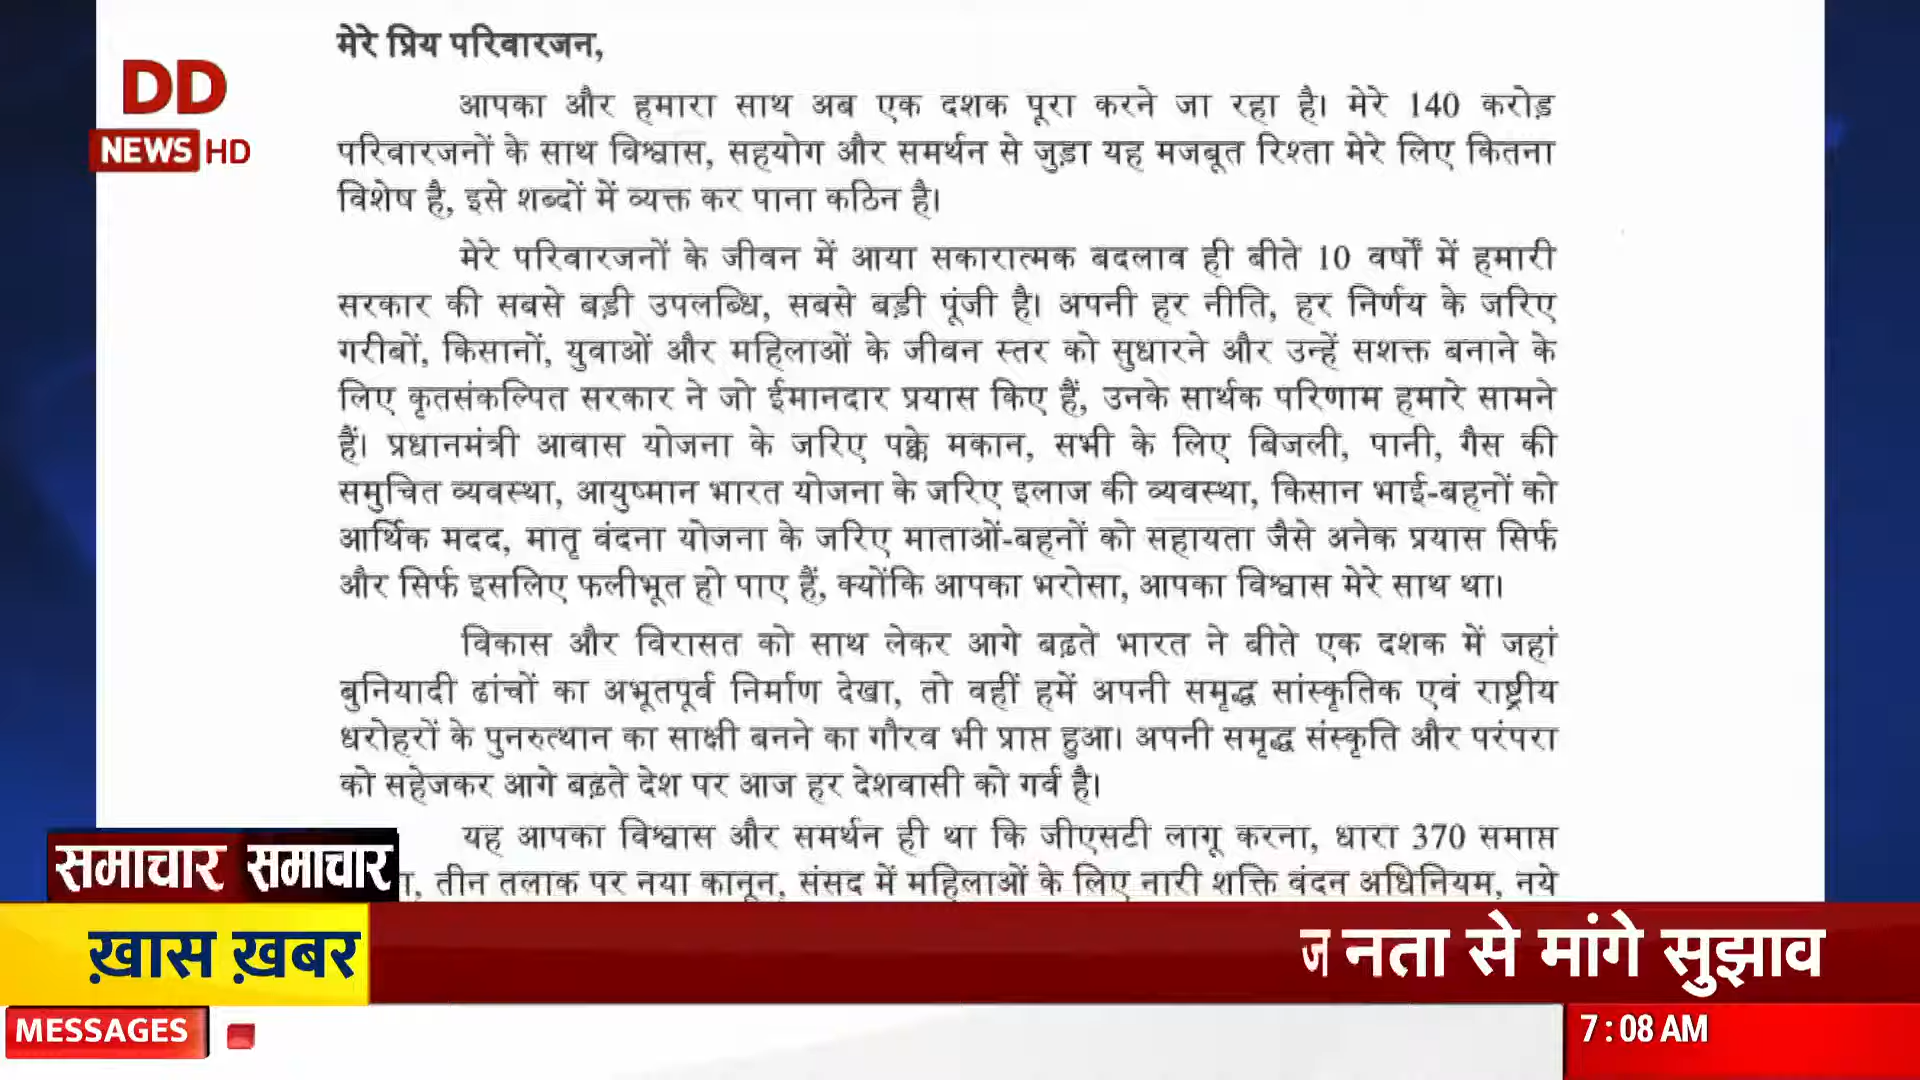 मेरे प्रिय परिवारजन,
DD
NEWS HD
आपका और हमारा साथ अब एक दशक पूरा करने जा रहा है। मेरे 140 करोड़
परिवारजनों के साथ विश्वास, सहयोग और समर्थन से जुड़ा यह मजबूत रिश्ता मेरे लिए कितना
विशेष है, इसे शब्दों में व्यक्त कर पाना कठिन है।
मेरे परिवारजनों के जीवन में आया सकारात्मक बदलाव ही बीते 10 वर्षों में हमारी
सरकार की सबसे बड़ी उपलब्धि, सबसे बड़ी पूंजी है। अपनी हर नीति, हर निर्णय के जरिए
गरीबों, किसानों, युवाओं और महिलाओं के जीवन स्तर को सुधारने और उन्हें सशक्त बनाने के
लिए कृतसंकल्पित सरकार ने जो ईमानदार प्रयास किए हैं, उनके सार्थक परिणाम हमारे सामने
हैं। प्रधानमंत्री आवास योजना के जरिए पक्के मकान, सभी के लिए बिजली, पानी, गैस की
समुचित व्यवस्था, आयुष्मान भारत योजना के जरिए इलाज की व्यवस्था, किसान भाई-बहनों को
आर्थिक मदद, मातृ वंदना योजना के जरिए माताओं-बहनों को सहायता जैसे अनेक प्रयास सिर्फ
और सिर्फ इसलिए फलीभूत हो पाए हैं, क्योंकि आपका भरोसा, आपका विश्वास मेरे साथ था।
विकास और विरासत को साथ लेकर आगे बढ़ते भारत ने बीते एक दशक में जहां
बुनियादी ढांचों का अभूतपूर्व निर्माण देखा, तो वहीं हमें अपनी समृद्ध सांस्कृतिक एवं राष्ट्रीय
धरोहरों के पुनरुत्थान का साक्षी बनने का गौरव भी प्राप्त हुआ। अपनी समृद्ध संस्कृति और परंपरा
को सहेजकर आगे बढ़ते देश पर आज हर देशवासी को गर्व है।
यह आपका विश्वास और समर्थन ही था कि जीएसटी लागू करना, धारा 370 समाप्त
, तीन तलाक पर नया कानून, संसद में महिलाओं के लिए नारी शक्ति वंदन अधिनियम, नये
समाचार समाचार
ख़ास ख़बर
जनता से मांगे सुझाव
MESSAGES
7:08 AM